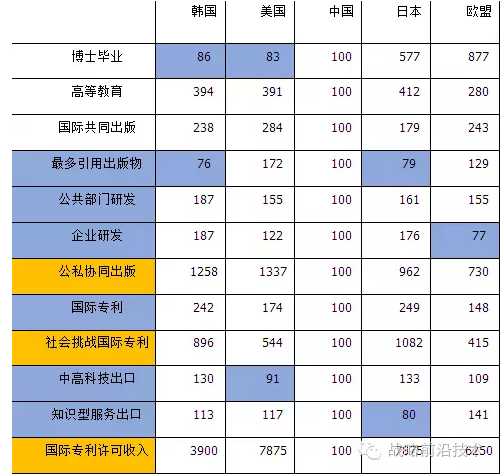 韩国 美国 中国 日本 欧盟
博士毕业 86 83 100 577 877
高等教育 394 391 100 412 280
国际共同出版 238 284 100 179 243
最多引用出版物 76 172 100 79 129
公共部门研发 187 155 100 161 155
企业研发 187 122 100 176 77
公私协同出版 1258 1337 100 962 730
国际专利 242 174 100 249 148
社会挑战国际专利 896 544 100 1082 415
中高科技出口 130 91 100 133 109
知识型服务出口 113 117 100 80 141
国际专利许可收入 3900 7875 100 7875 6250
战略前沿技术